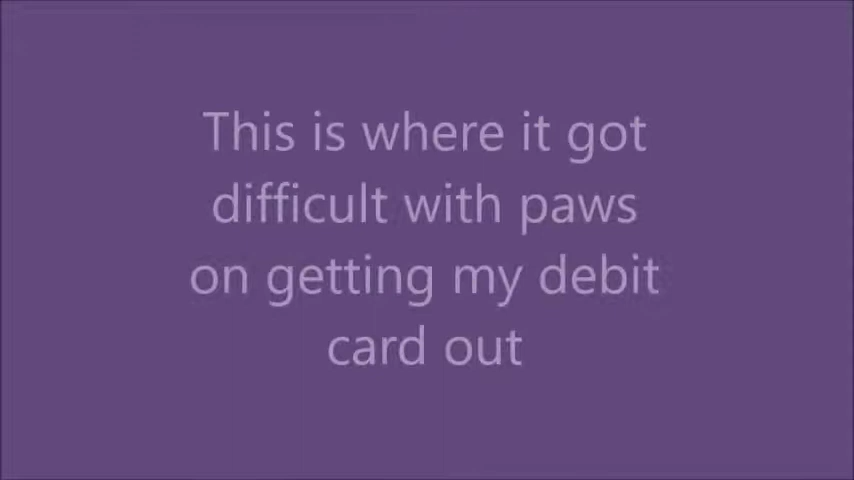 This is where it got
difficult with paws
on getting my debit
card out